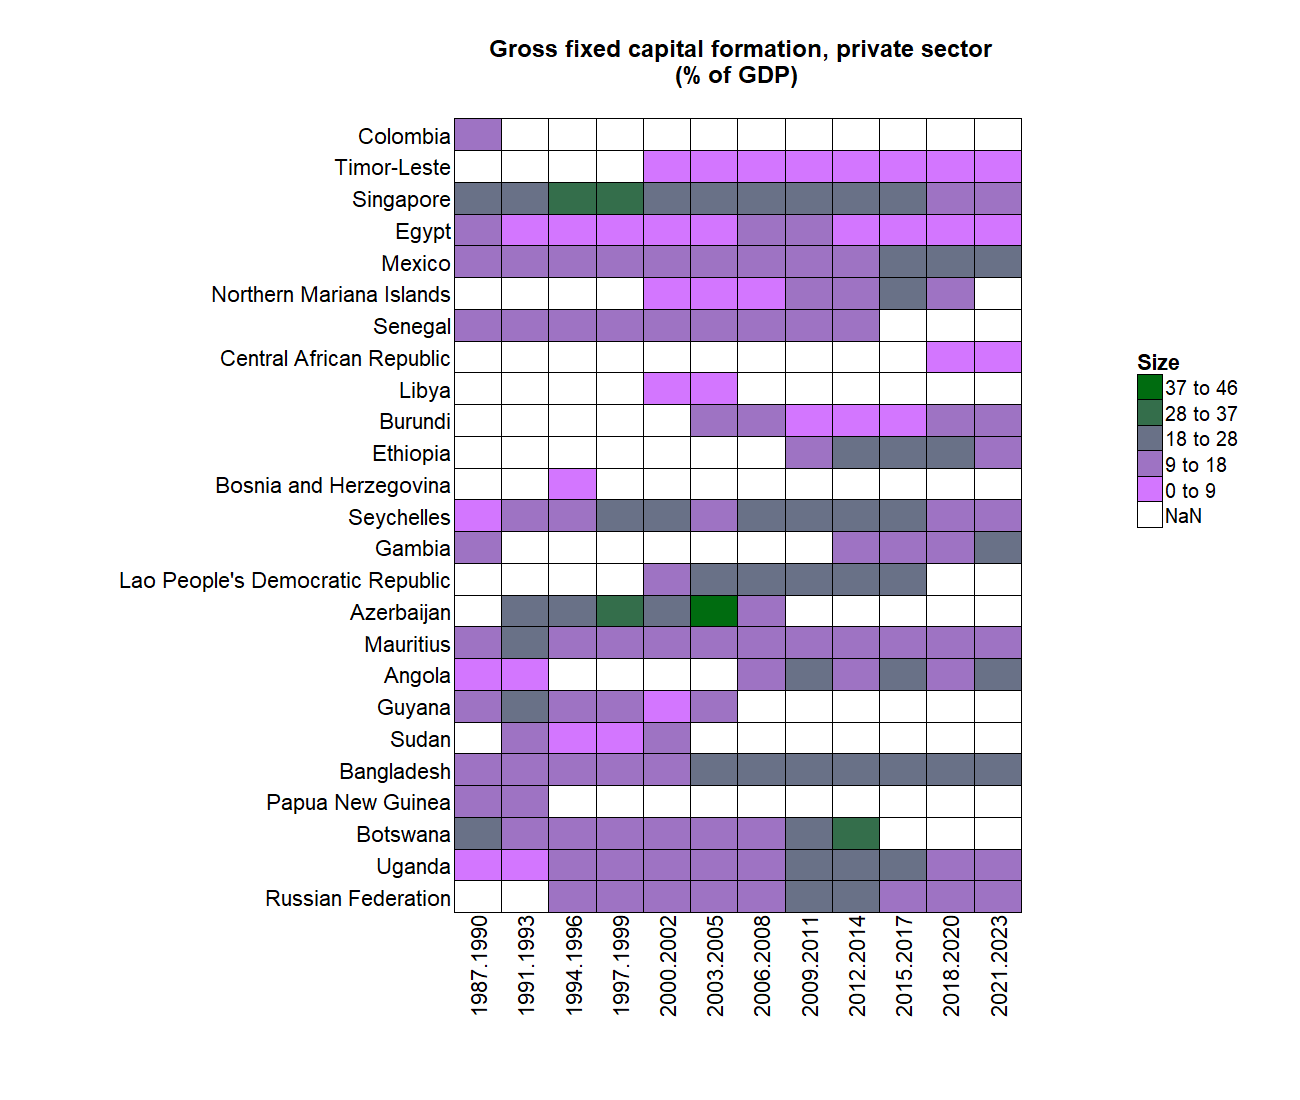 Gross fixed capital formation, private sector
(% of GDP)
Colombia
Timor-Leste
Singapore
Egypt
Mexico
Northern Mariana Islands
Senegal
Central African Republic
Libya
Burundi
Ethiopia
Bosnia and Herzegovina
Seychelles
Gambia
Lao People's Democratic Republic
Azerbaijan
Mauritius
Angola
Guyana
Sudan
Bangladesh
Papua New Guinea
Botswana
Uganda
Russian Federation
1987.1990
1991.1993
1994.1996
1997.1999
2000.2002
2003.2005
2006.2008
2009.2011
2012.2014
2015.2017
2018.2020
2021.2023
Size
37 to 46
28 to 37
18 to 28
9 to 18
0 to 9
NaN